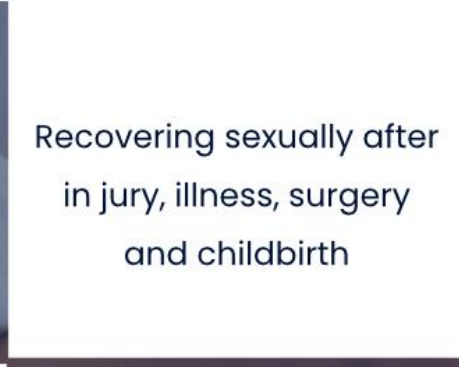 Recovering sexually after
in jury, illness, surgery
and childbirth